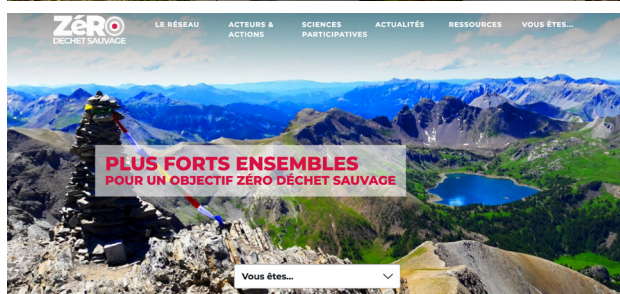 ZéRO
DECHET SAUVAGE
LE RÉSEAU
ACTEURS &
ACTIONS
SCIENCES
PARTICIPATIVES
ACTUALITÉS
RESSOURCES
VOUS ÊTES...
PLUS FORTS ENSEMBLES
POUR UN OBJECTIF ZÉRO DÉCHET SAUVAGE
Vous êtes...